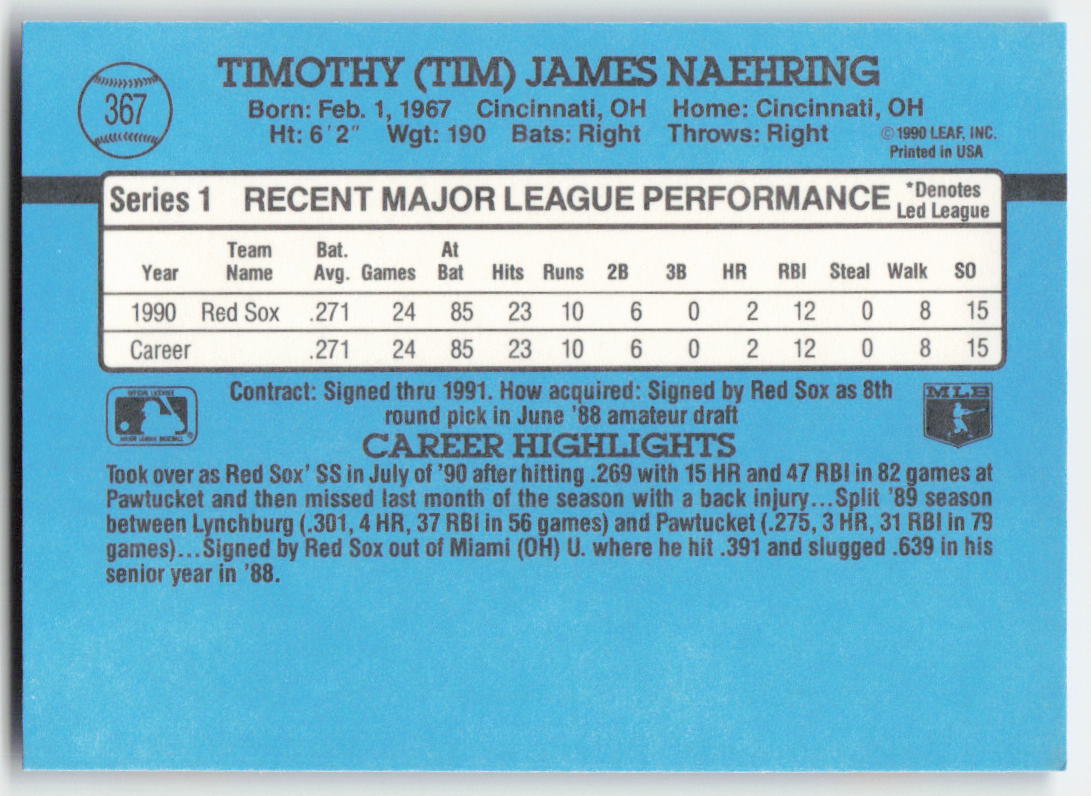 367
TIMOTHY (TIM) JAMES NAEHRING
Born: Feb. 1, 1967 Cincinnati, OH Home: Cincinnati, OH
Ht: 6'2" Wgt: 190 Bats: Right Throws: Right
© 1990 LEAF, INC.
Printed in USA
Series 1 RECENT MAJOR LEAGUE PERFORMANCE
*Denotes
Led League
Year Team Name Bat. Avg. Games At Bat Hits Runs 2B 3B HR RBI Steal Walk SO
1990 Red Sox .271 24 85 23 10 6 0 2 12 0 8 15
Career .271 24 85 23 10 6 0 2 12 0 8 15
OFFICIAL LICENSEE
MAJOR LEAGUE BASEBALL®
Contract: Signed thru 1991. How acquired: Signed by Red Sox as 8th
round pick in June '88 amateur draft
MLB
CAREER HIGHLIGHTS
Took over as Red Sox' SS in July of '90 after hitting .269 with 15 HR and 47 RBI in 82 games at
Pawtucket and then missed last month of the season with a back injury...Split '89 season
between Lynchburg (.301, 4 HR, 37 RBI in 56 games) and Pawtucket (.275, 3 HR, 31 RBI in 79
games)...Signed by Red Sox out of Miami (OH) U. where he hit .391 and slugged .639 in his
senior year in '88.